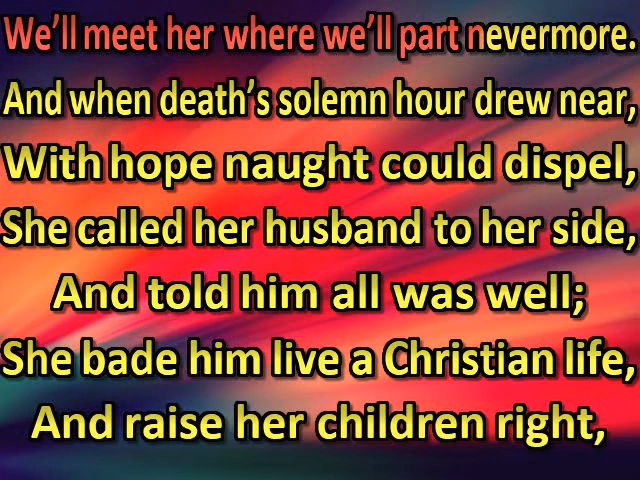 We'll meet her where we'll part nevermore.
And when death's solemn hour drew near,
With hope naught could dispel,
She called her husband to her side,
And told him all was well;
She bade him live a Christian life,
And raise her children right,